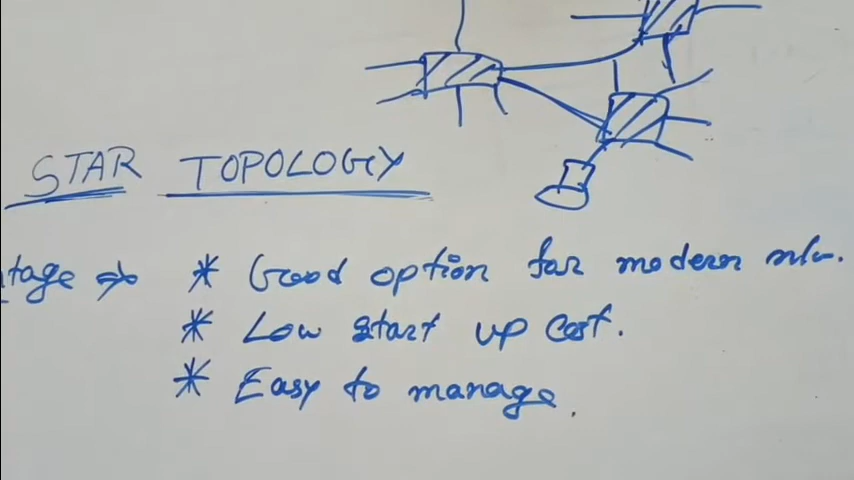 STAR TOPOLOGY
tage ⇒ * Good option for modern n/w.
* Low start up cost.
* Easy to manage.